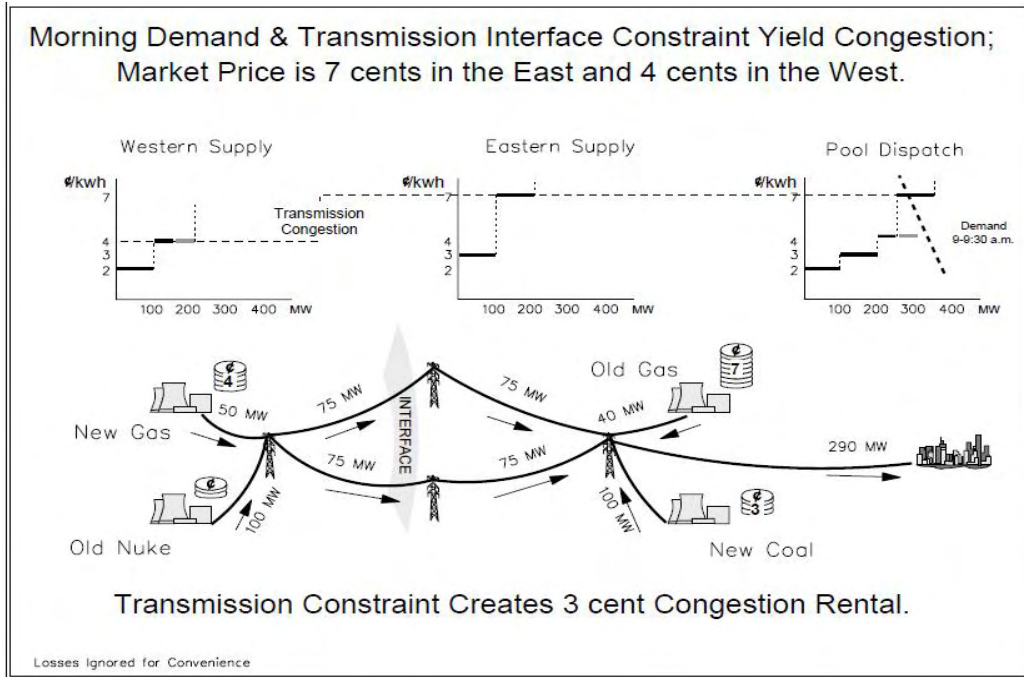 Morning Demand & Transmission Interface Constraint Yield Congestion;
Market Price is 7 cents in the East and 4 cents in the West.
Western Supply
Eastern Supply
Pool Dispatch
¢/kwh
¢/kwh
¢/kwh
7
4
3
2
Transmission
Congestion
7
4
3
2
7
4
3
2
Demand
9-9:30 a.m.
100 200 300 400 MW
100 200 300 400 MW
100 200 300 400 MW
¢
4
New Gas
50 MW
75 MW
75 MW
INTERFACE
75 MW
75 MW
Old Gas
¢
7
40 MW
290 MW
¢
Old Nuke
100 MW
100 MW
¢
3
New Coal
Transmission Constraint Creates 3 cent Congestion Rental.
Losses Ignored for Convenience